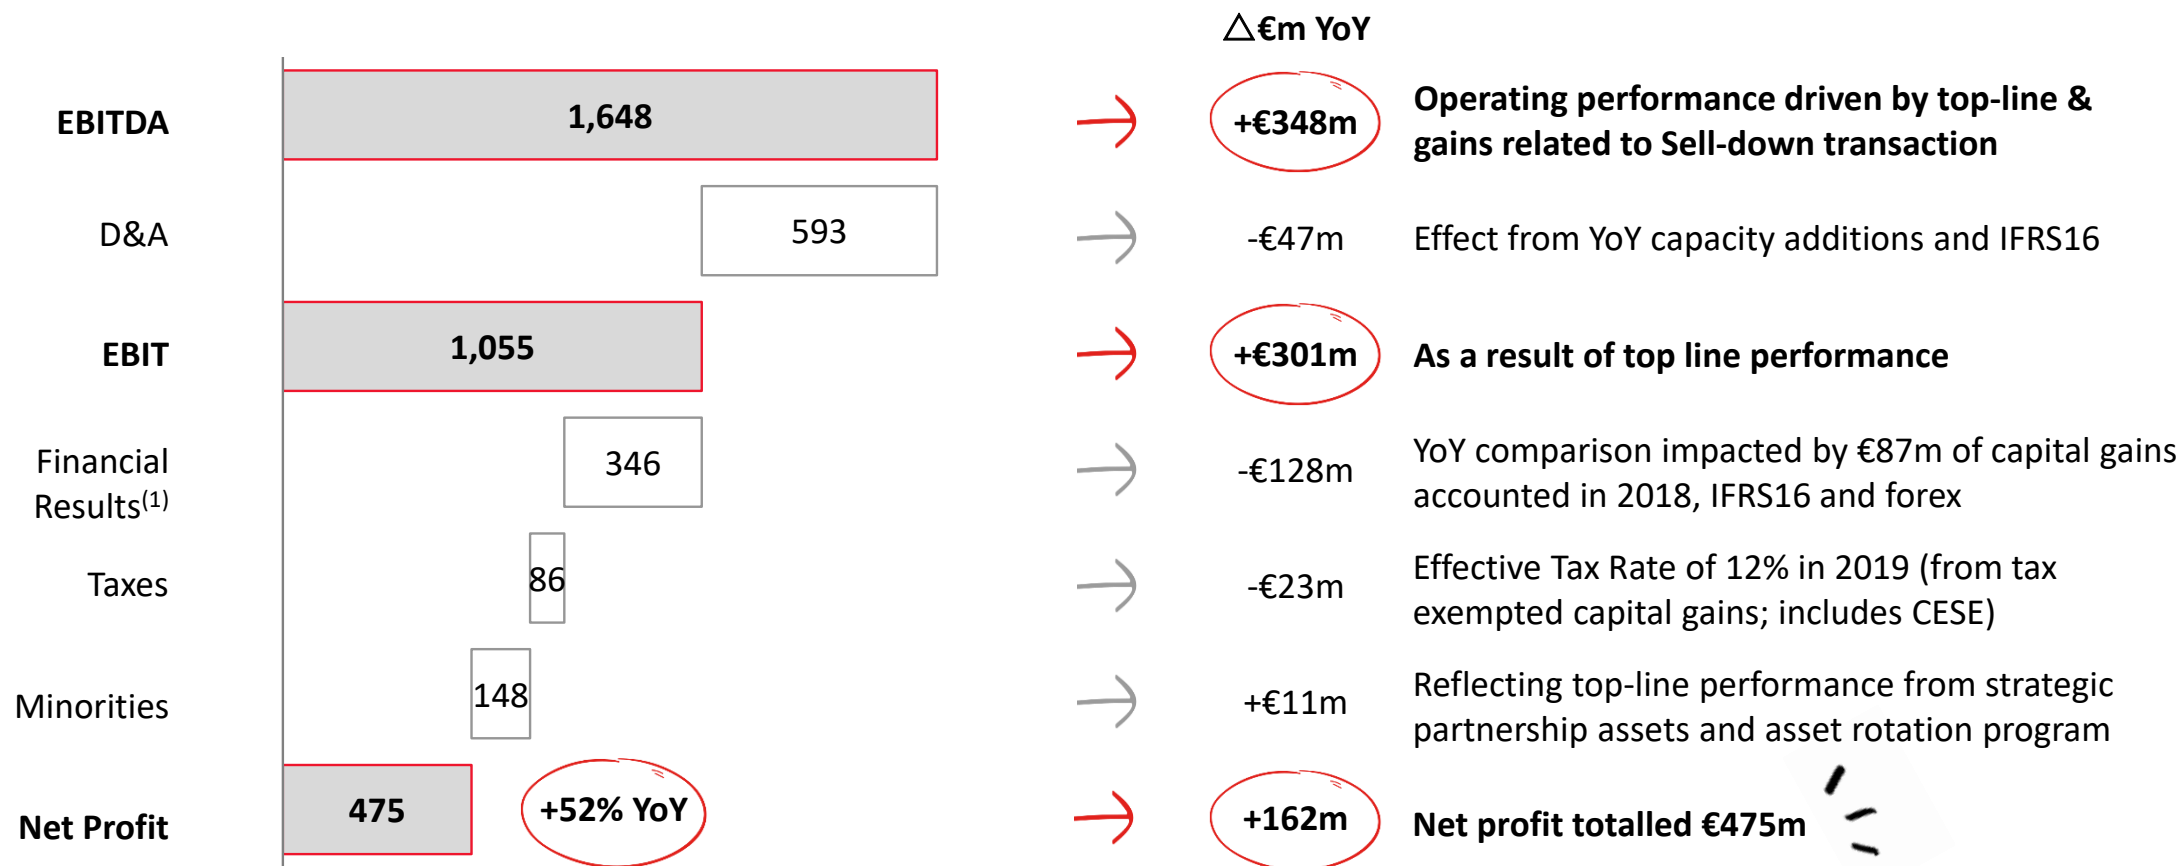 △€m YoY
EBITDA
1,648
+€348m
Operating performance driven by top-line &
gains related to Sell-down transaction
D&A
593
-€47m
Effect from YoY capacity additions and IFRS16
EBIT
1,055
+€301m
As a result of top line performance
Financial
Results(1)
346
-€128m
YoY comparison impacted by €87m of capital gains
accounted in 2018, IFRS16 and forex
Taxes
86
-€23m
Effective Tax Rate of 12% in 2019 (from tax
exempted capital gains; includes CESE)
Minorities
148
+€11m
Reflecting top-line performance from strategic
partnership assets and asset rotation program
Net Profit
475
+52% YoY
+162m
Net profit totalled €475m